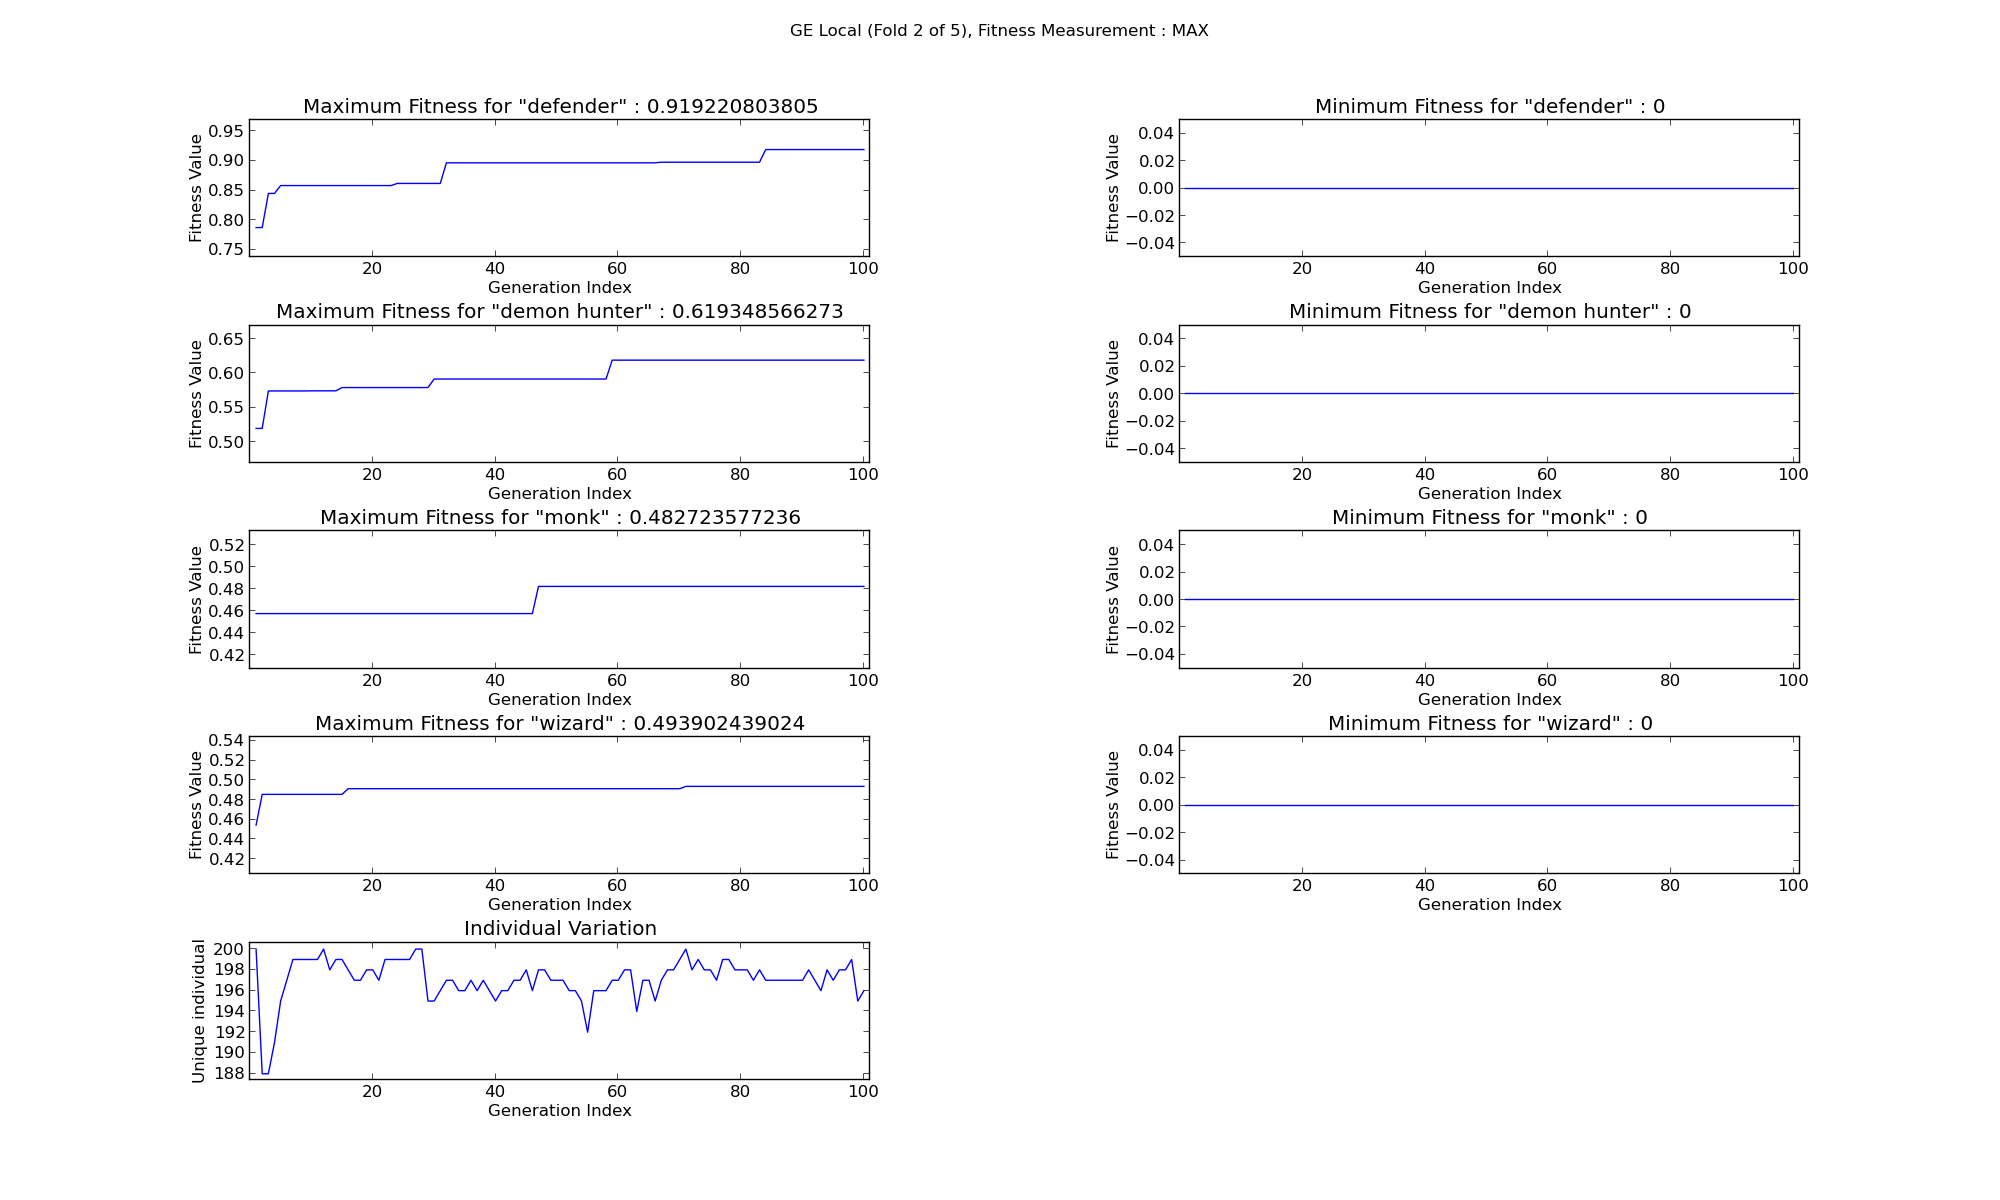 GE Local (Fold 2 of 5), Fitness Measurement : MAX
Maximum Fitness for "defender" : 0.919220803805
0.95
0.90
0.85
0.80
0.75
Fitness Value
20 40 60 80 100
Generation Index
Minimum Fitness for "defender" : 0
0.04
0.02
0.00
−0.02
−0.04
Fitness Value
20 40 60 80 100
Generation Index
Maximum Fitness for "demon hunter" : 0.619348566273
0.65
0.60
0.55
0.50
Fitness Value
20 40 60 80 100
Generation Index
Minimum Fitness for "demon hunter" : 0
0.04
0.02
0.00
−0.02
−0.04
Fitness Value
20 40 60 80 100
Generation Index
Maximum Fitness for "monk" : 0.482723577236
0.52
0.50
0.48
0.46
0.44
0.42
Fitness Value
20 40 60 80 100
Generation Index
Minimum Fitness for "monk" : 0
0.04
0.02
0.00
−0.02
−0.04
Fitness Value
20 40 60 80 100
Generation Index
Maximum Fitness for "wizard" : 0.493902439024
0.54
0.52
0.50
0.48
0.46
0.44
0.42
Fitness Value
20 40 60 80 100
Generation Index
Minimum Fitness for "wizard" : 0
0.04
0.02
0.00
−0.02
−0.04
Fitness Value
20 40 60 80 100
Generation Index
Individual Variation
200
198
196
194
192
190
188
Unique individual
20 40 60 80 100
Generation Index